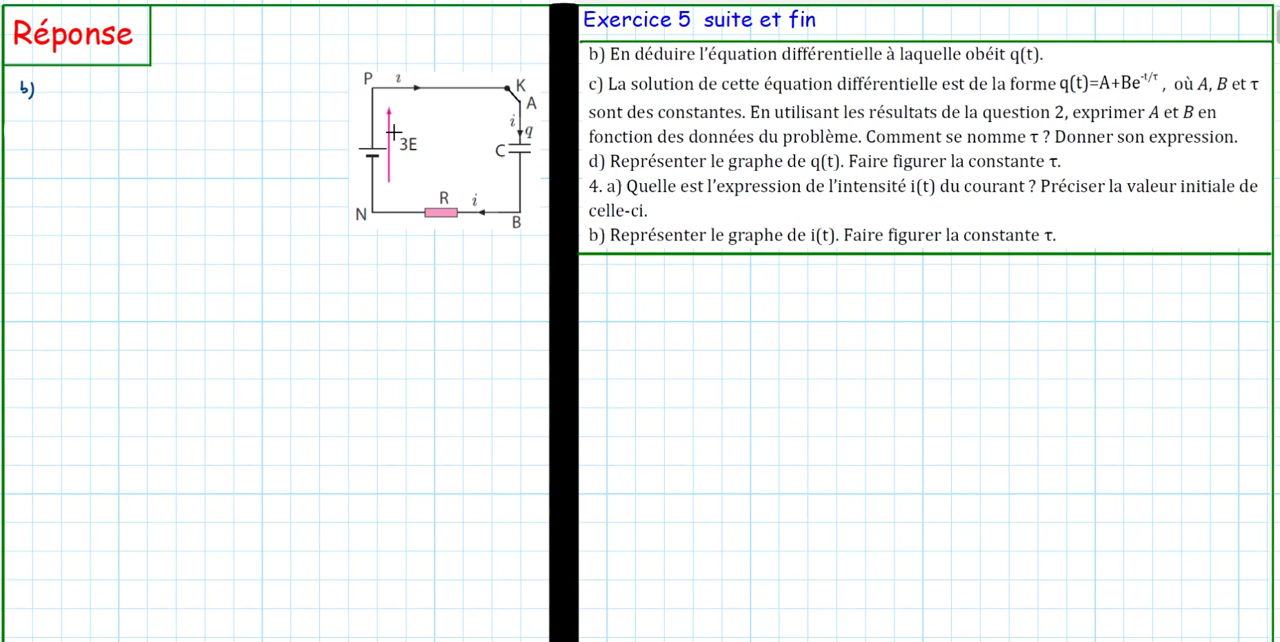 Réponse
b)
P
i
K
A
i
q
3E
C
R
i
N
B
Exercice 5 suite et fin
b) En déduire l'équation différentielle à laquelle obéit q(t).
c) La solution de cette équation différentielle est de la forme q(t)=A+Be^-t/τ , où A, B et τ
sont des constantes. En utilisant les résultats de la question 2, exprimer A et B en
fonction des données du problème. Comment se nomme τ ? Donner son expression.
d) Représenter le graphe de q(t). Faire figurer la constante τ.
4. a) Quelle est l'expression de l'intensité i(t) du courant ? Préciser la valeur initiale de
celle-ci.
b) Représenter le graphe de i(t). Faire figurer la constante τ.